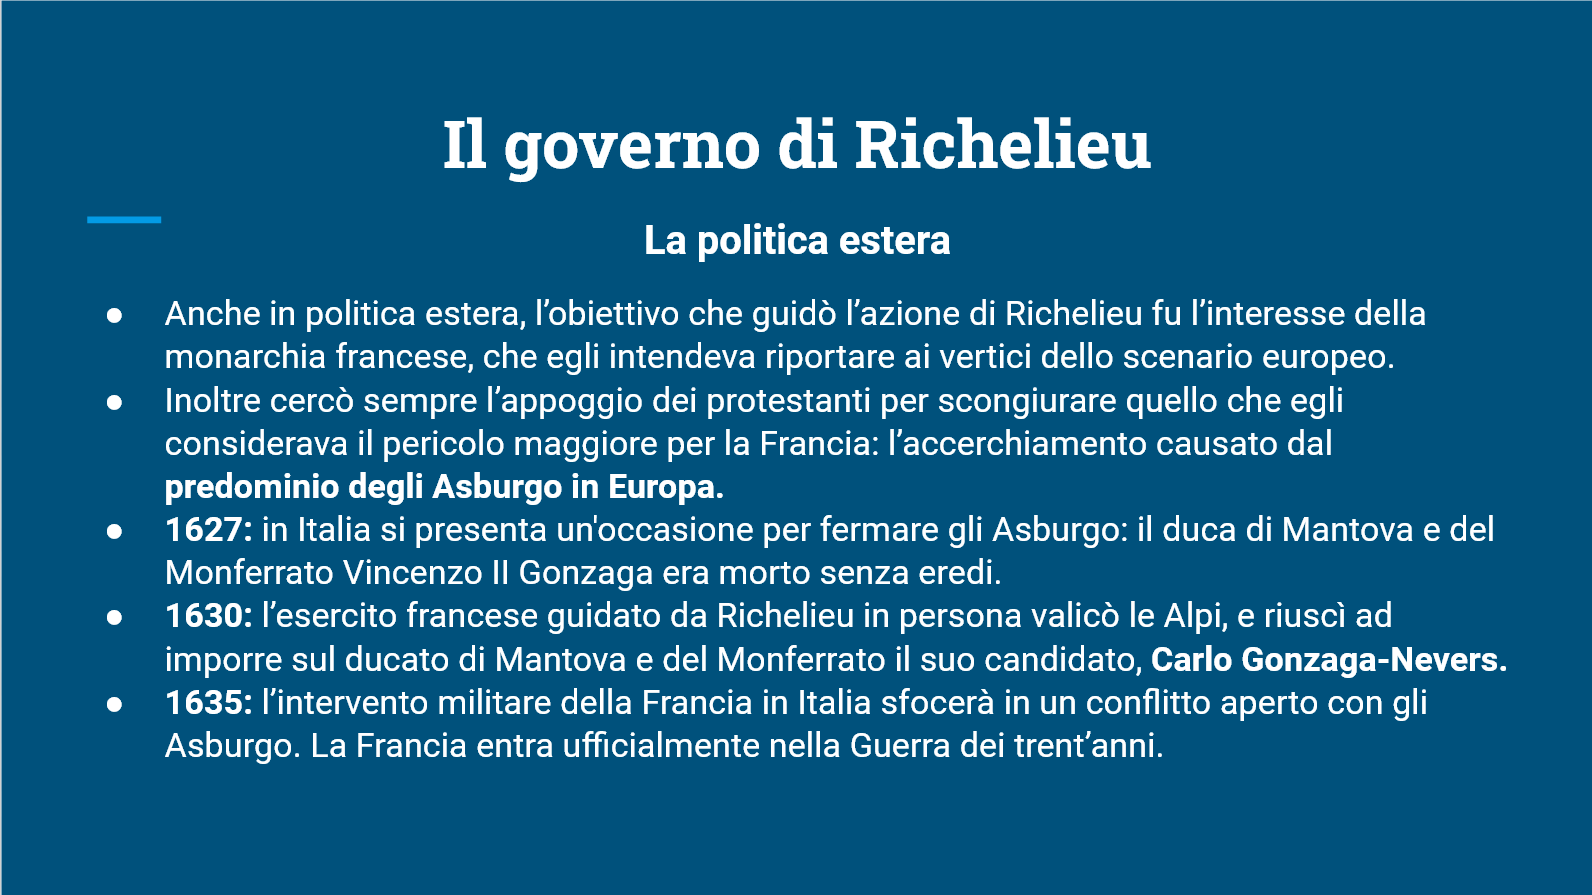 Il governo di Richelieu
La politica estera
● Anche in politica estera, l’obiettivo che guidò l’azione di Richelieu fu l’interesse della
monarchia francese, che egli intendeva riportare ai vertici dello scenario europeo.
● Inoltre cercò sempre l’appoggio dei protestanti per scongiurare quello che egli
considerava il pericolo maggiore per la Francia: l’accerchiamento causato dal
predominio degli Asburgo in Europa.
● 1627: in Italia si presenta un'occasione per fermare gli Asburgo: il duca di Mantova e del
Monferrato Vincenzo II Gonzaga era morto senza eredi.
● 1630: l’esercito francese guidato da Richelieu in persona valicò le Alpi, e riuscì ad
imporre sul ducato di Mantova e del Monferrato il suo candidato, Carlo Gonzaga-Nevers.
● 1635: l’intervento militare della Francia in Italia sfocerà in un conflitto aperto con gli
Asburgo. La Francia entra ufficialmente nella Guerra dei trent’anni.